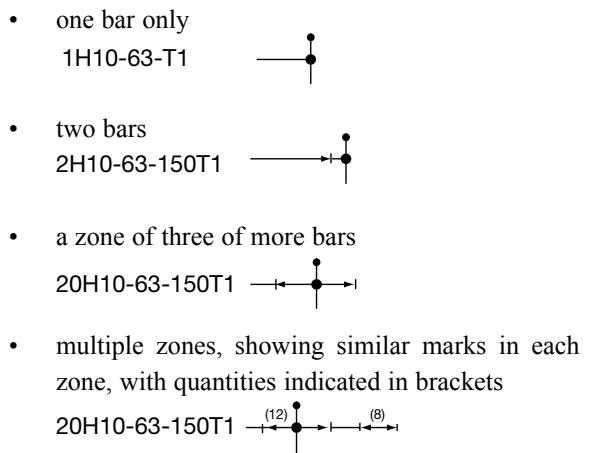 • one bar only
1H10-63-T1
• two bars
2H10-63-150T1
• a zone of three of more bars
20H10-63-150T1
• multiple zones, showing similar marks in each
zone, with quantities indicated in brackets
20H10-63-150T1 (12) (8)